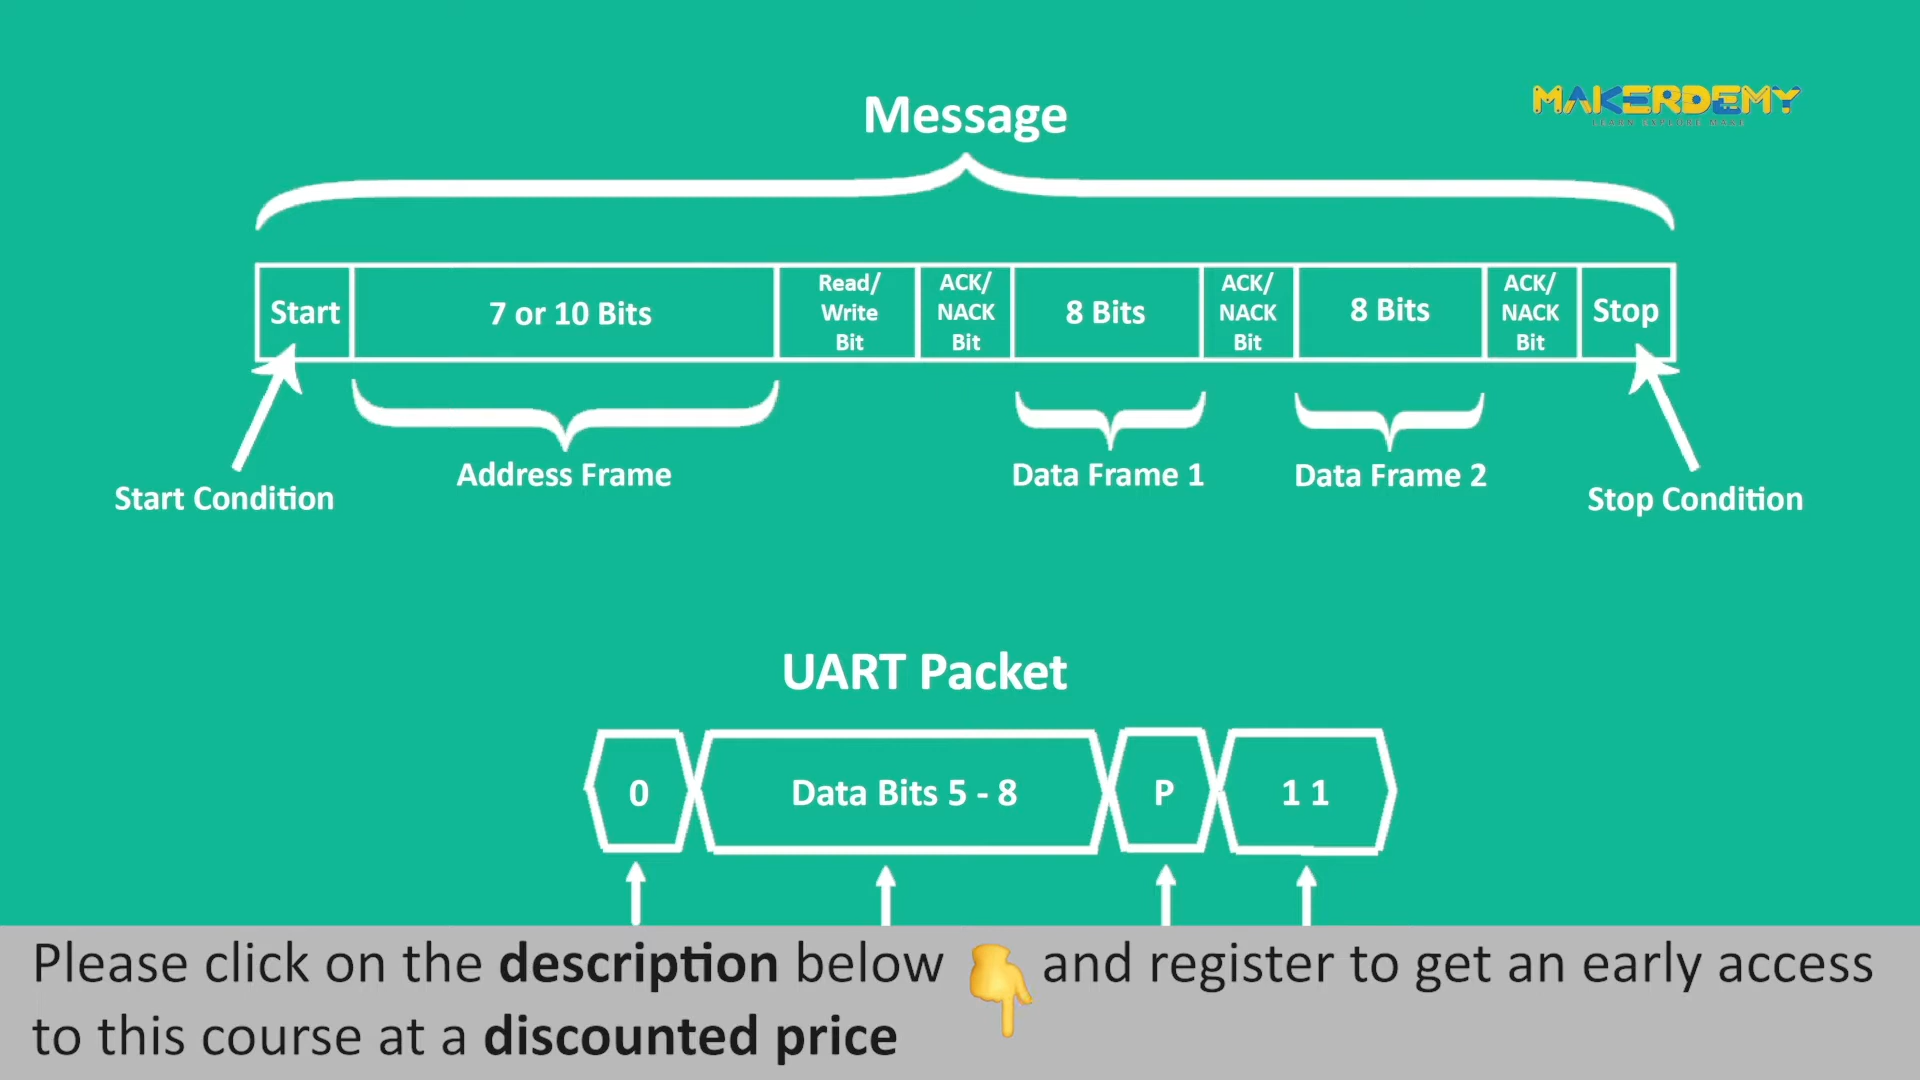 Message
MAKERDEMY
LEARN EXPLORE MAKE
Start
7 or 10 Bits
Read/
Write
Bit
ACK/
NACK
Bit
8 Bits
ACK/
NACK
Bit
8 Bits
ACK/
NACK
Bit
Stop
Start Condition
Address Frame
Data Frame 1
Data Frame 2
Stop Condition
UART Packet
0
Data Bits 5 - 8
P
1 1
Please click on the description below 👇 and register to get an early access
to this course at a discounted price